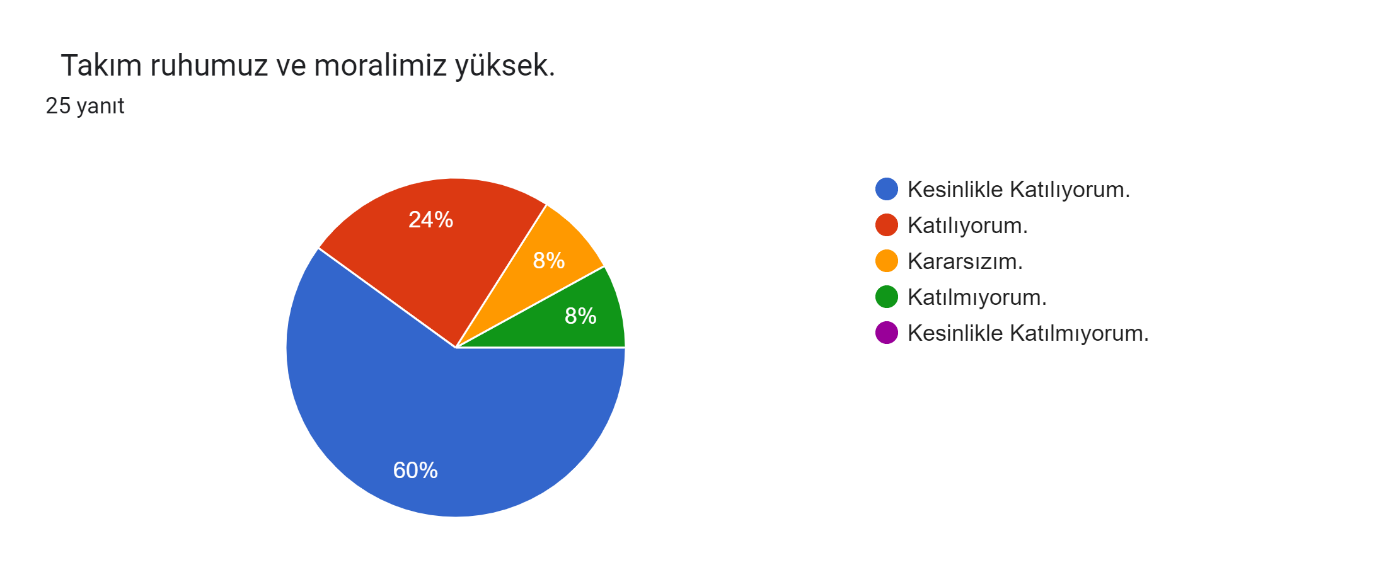 Takım ruhumuz ve moralimiz yüksek.
25 yanıt
24%
8%
8%
60%
Kesinlikle Katılıyorum.
Katılıyorum.
Kararsızım.
Katılmıyorum.
Kesinlikle Katılmıyorum.